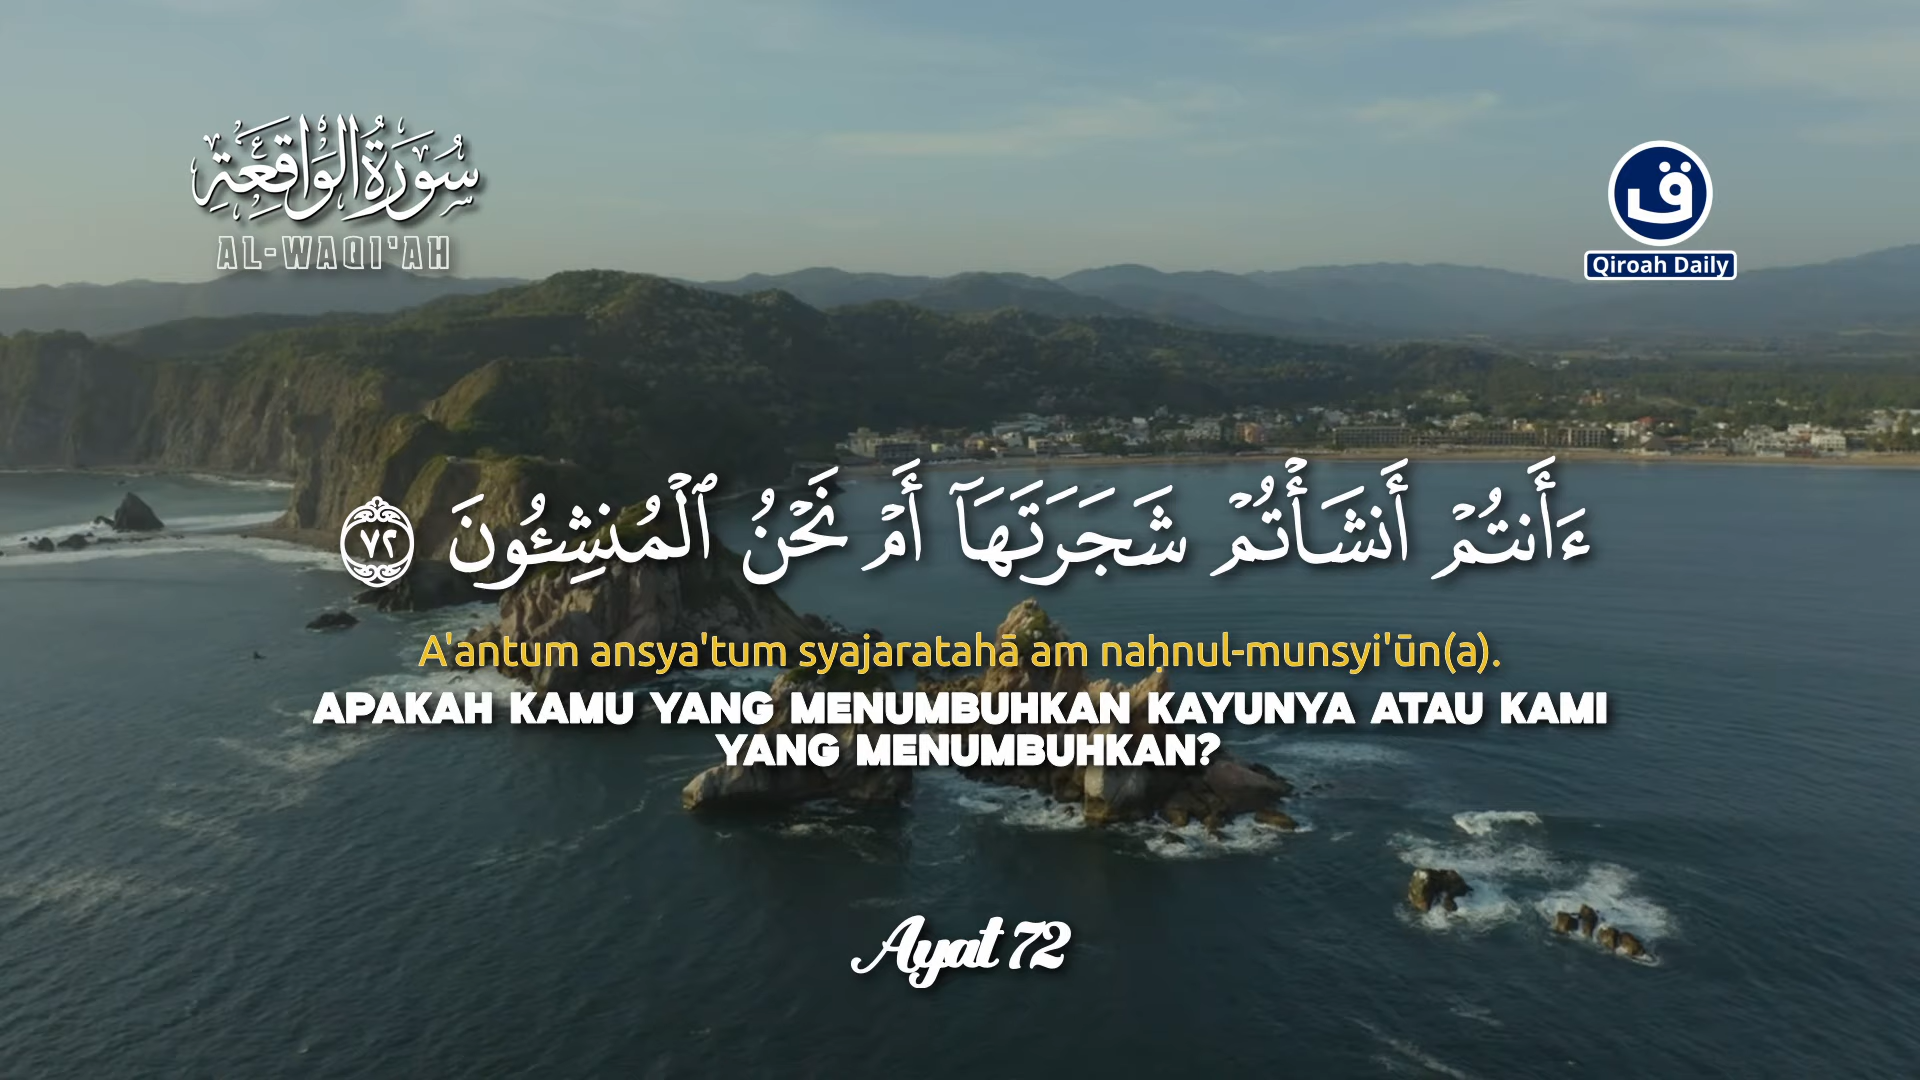 سُورَةُ الْوَاقِعَةِ
AL-WAQI'AH
ق
Qiroah Daily
ءَأَنتُمْ أَنشَأْتُمْ شَجَرَتَهَآ أَمْ نَحْنُ ٱلْمُنشِـُٔونَ ٧٢
A'antum ansya'tum syajaratahā am naḥnul-munsyi'ūn(a).
APAKAH KAMU YANG MENUMBUHKAN KAYUNYA ATAU KAMI
YANG MENUMBUHKAN?
Ayat 72